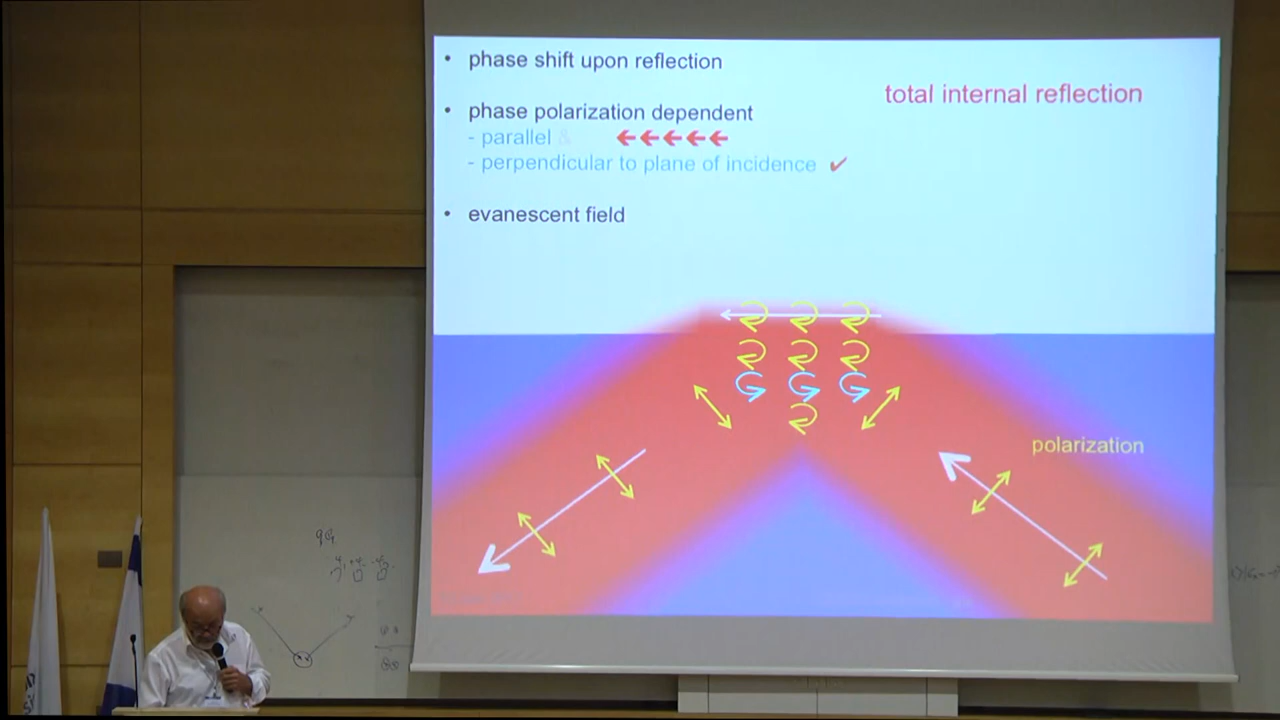 • phase shift upon reflection
total internal reflection
• phase polarization dependent
- parallel &
- perpendicular to plane of incidence ✓
• evanescent field
polarization